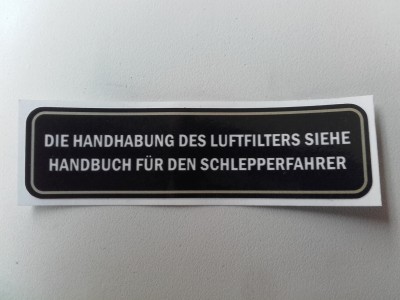 DIE HANDHABUNG DES LUFTFILTERS SIEHE
HANDBUCH FÜR DEN SCHLEPPERFAHRER